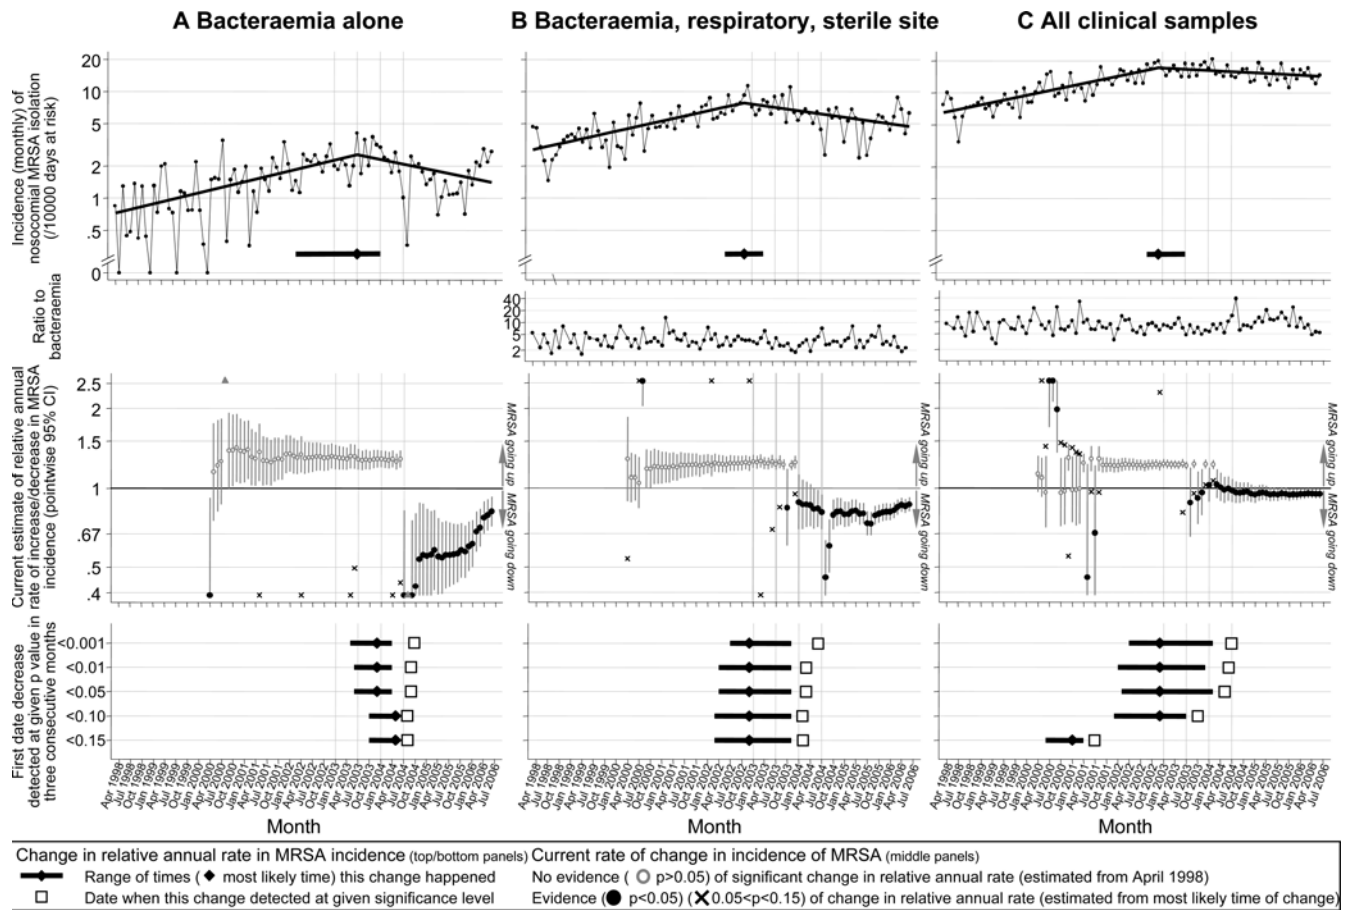 A Bacteraemia alone
B Bacteraemia, respiratory, sterile site
C All clinical samples
Incidence (monthly) of
nosocomial MRSA isolation
(/10000 days at risk)
20
10
5
2
1
.5
0
Ratio to
bacteraemia
40
20
10
5
2
Current estimate of relative annual
rate of increase/decrease in MRSA
incidence (pointwise 95% CI)
2.5
2
1.5
1
.67
.5
.4
MRSA going up
MRSA going down
MRSA going up
MRSA going down
MRSA going up
MRSA going down
First date decrease
detected at given p value in
three consecutive months
<0.001
<0.01
<0.05
<0.10
<0.15
Apr 1998
Jul 1998
Oct 1998
Jan 1999
Apr 1999
Jul 1999
Oct 1999
Jan 2000
Apr 2000
Jul 2000
Oct 2000
Jan 2001
Apr 2001
Jul 2001
Oct 2001
Jan 2002
Apr 2002
Jul 2002
Oct 2002
Jan 2003
Apr 2003
Jul 2003
Oct 2003
Jan 2004
Apr 2004
Jul 2004
Oct 2004
Jan 2005
Apr 2005
Jul 2005
Oct 2005
Jan 2006
Apr 2006
Jul 2006
Month
Month
Month
Change in relative annual rate in MRSA incidence (top/bottom panels)
Range of times ( ◆ most likely time) this change happened
Date when this change detected at given significance level
Current rate of change in incidence of MRSA (middle panels)
No evidence ( O p>0.05) of significant change in relative annual rate (estimated from April 1998)
Evidence (● p<0.05) (✕ 0.05<p<0.15) of change in relative annual rate (estimated from most likely time of change)